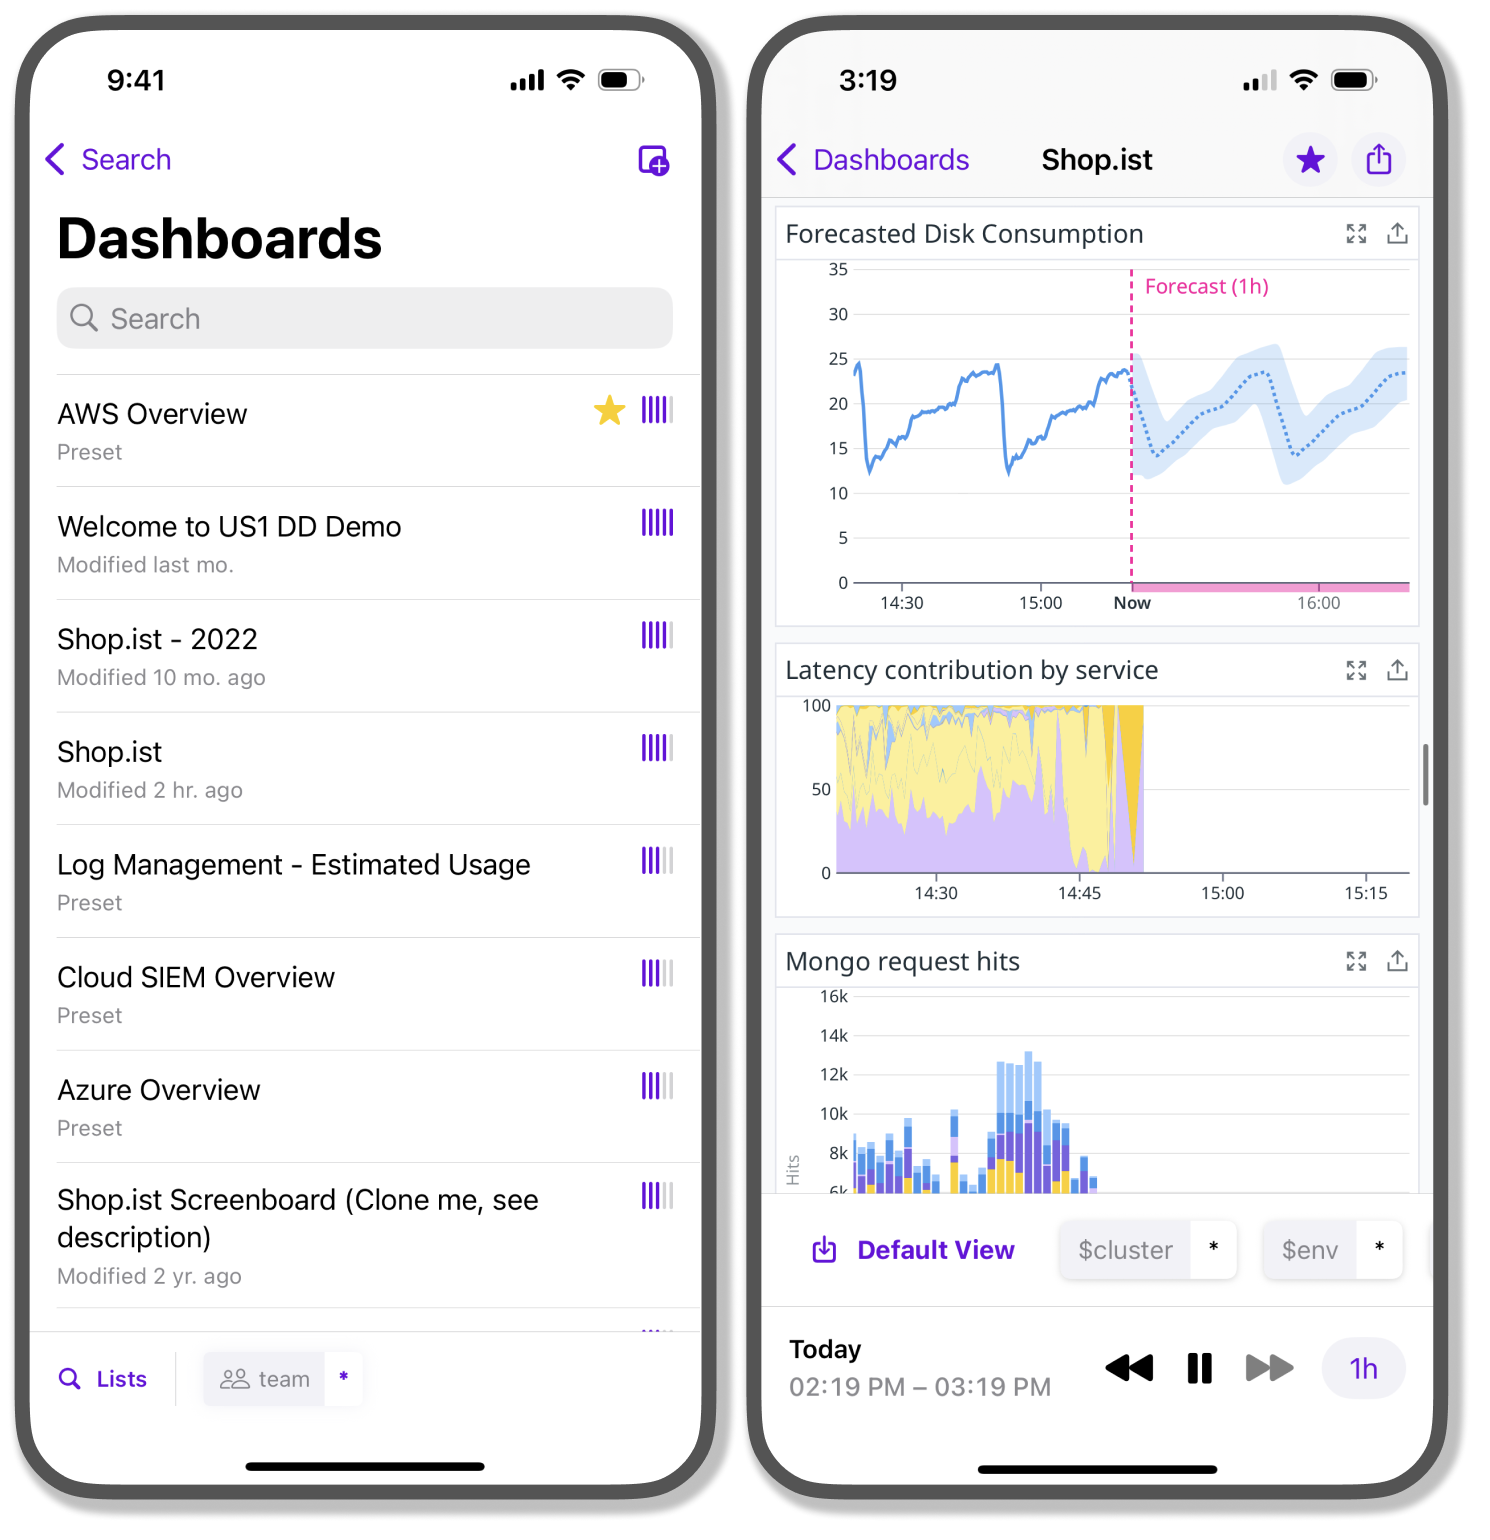 9:41
Search
Dashboards
Search
AWS Overview
Preset
Welcome to US1 DD Demo
Modified last mo.
Shop.ist - 2022
Modified 10 mo. ago
Shop.ist
Modified 2 hr. ago
Log Management - Estimated Usage
Preset
Cloud SIEM Overview
Preset
Azure Overview
Preset
Shop.ist Screenboard (Clone me, see
description)
Modified 2 yr. ago
Lists
team *
3:19
Dashboards Shop.ist
Forecasted Disk Consumption
35
Forecast (1h)
30
25
20
15
10
5
0
14:30 15:00 Now 16:00
Latency contribution by service
100
50
0
14:30 14:45 15:00 15:15
Mongo request hits
16k
14k
12k
10k
8k
6k
Hits
Default View $cluster * $env *
Today
02:19 PM – 03:19 PM
1h